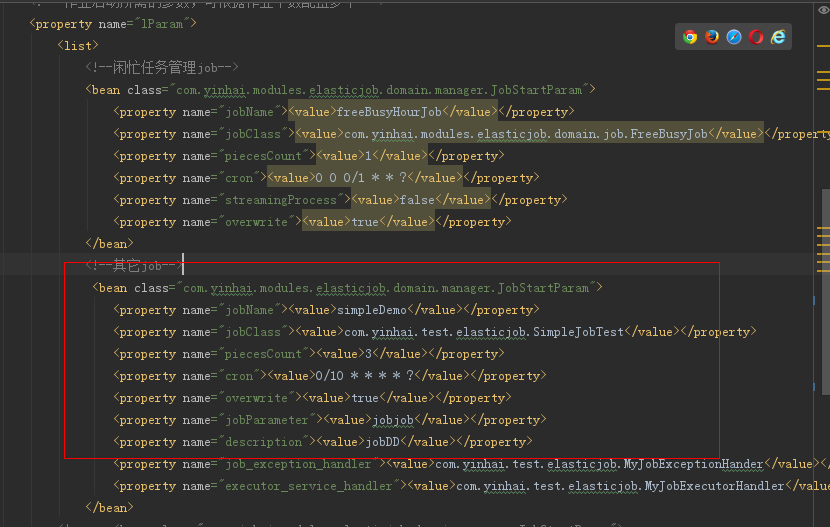 <property name="lParam">
<list>
<!--闲忙任务管理job-->
<bean class="com.yinhai.modules.elasticjob.domain.manager.JobStartParam">
<property name="jobName"><value>freeBusyHourJob</value></property>
<property name="jobClass"><value>com.yinhai.modules.elasticjob.domain.job.FreeBusyJob</value></property
<property name="piecesCount"><value>1</value></property>
<property name="cron"><value>0 0 0/1 * * ?</value></property>
<property name="streamingProcess"><value>false</value></property>
<property name="overwrite"><value>true</value></property>
</bean>
<!--其它job-->
<bean class="com.yinhai.modules.elasticjob.domain.manager.JobStartParam">
<property name="jobName"><value>simpleDemo</value></property>
<property name="jobClass"><value>com.yinhai.test.elasticjob.SimpleJobTest</value></property>
<property name="piecesCount"><value>3</value></property>
<property name="cron"><value>0/10 * * * * ?</value></property>
<property name="overwrite"><value>true</value></property>
<property name="jobParameter"><value>jobjob</value></property>
<property name="description"><value>jobDD</value></property>
<property name="job_exception_handler"><value>com.yinhai.test.elasticjob.MyJobExceptionHander</value></
<property name="executor_service_handler"><value>com.yinhai.test.elasticjob.MyJobExecutorHandler</value
</bean>